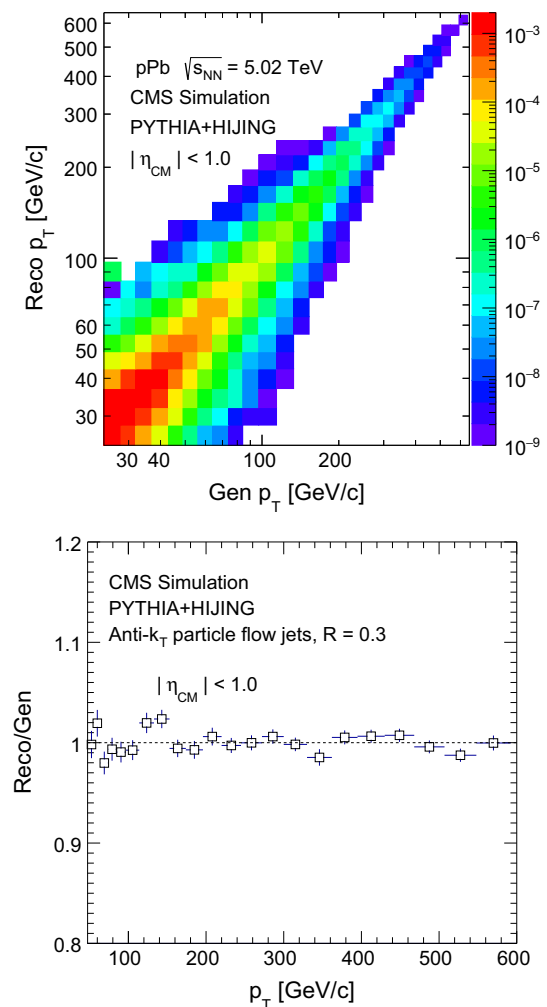 600
500
400
300
200
100
60
50
40
30
Reco p_T [GeV/c]
pPb √s_NN = 5.02 TeV
CMS Simulation
PYTHIA+HIJING
| η_CM | < 1.0
30 40 100 200
Gen p_T [GeV/c]
10^−3
10^−4
10^−5
10^−6
10^−7
10^−8
10^−9
1.2
1.1
1
0.9
0.8
Reco/Gen
CMS Simulation
PYTHIA+HIJING
Anti-k_T particle flow jets, R = 0.3
| η_CM | < 1.0
100 200 300 400 500 600
p_T [GeV/c]